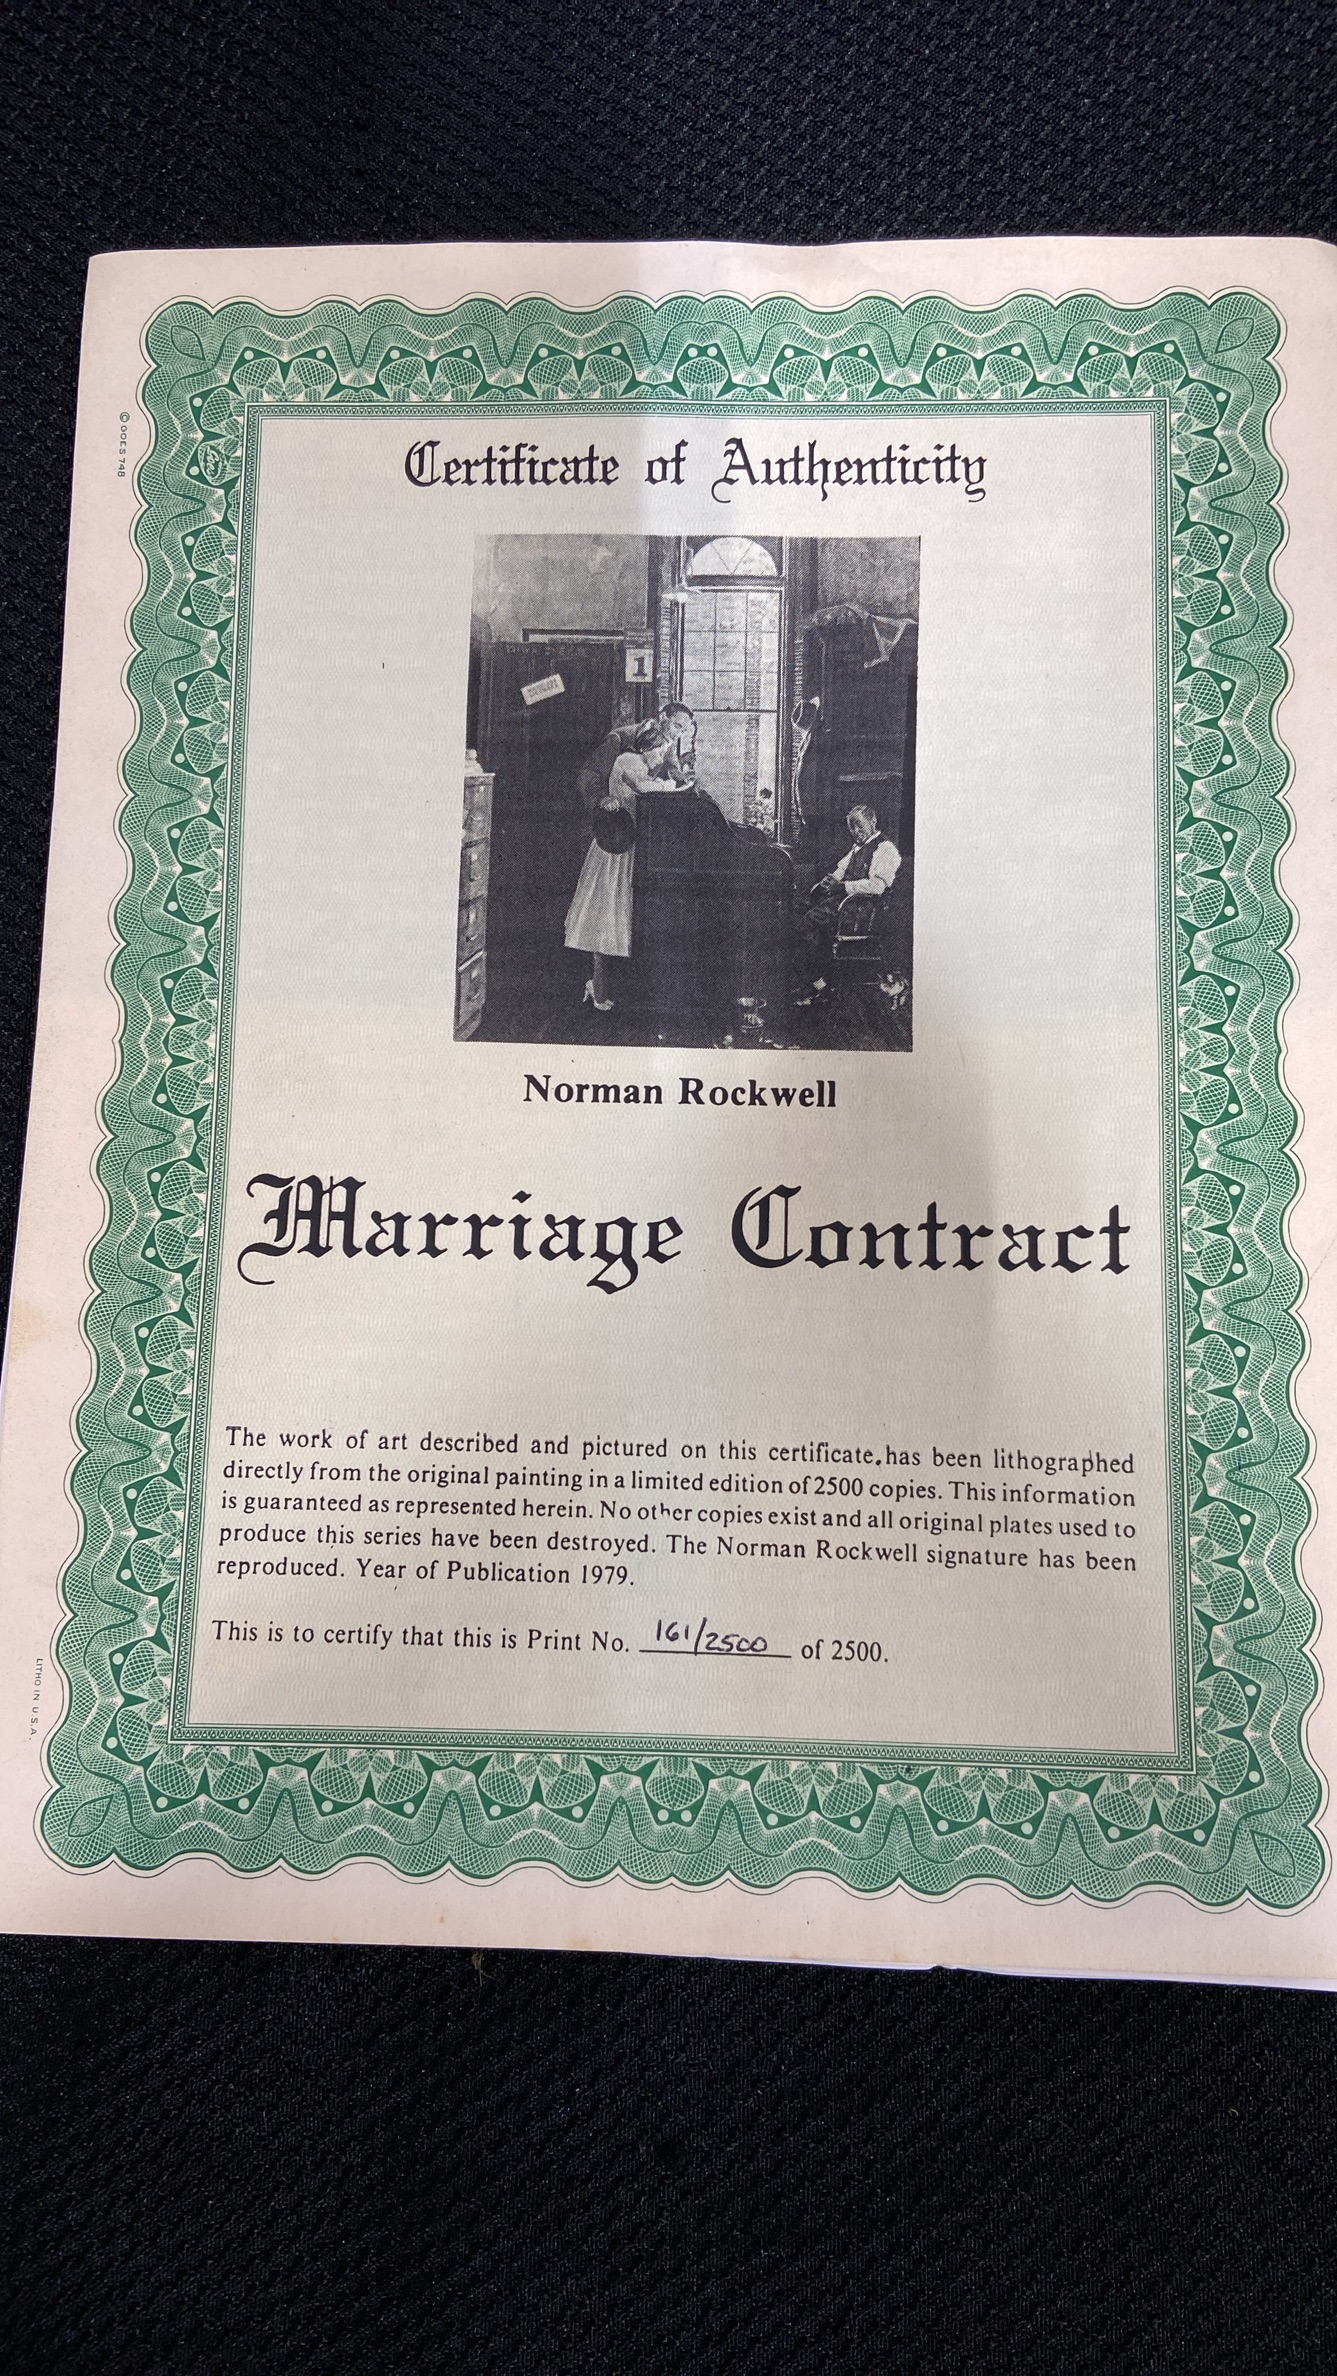 Certificate of Authenticity
© GOES 748
1
Norman Rockwell
Marriage Contract
The work of art described and pictured on this certificate, has been lithographed
directly from the original painting in a limited edition of 2500 copies. This information
is guaranteed as represented herein. No other copies exist and all original plates used to
produce this series have been destroyed. The Norman Rockwell signature has been
reproduced. Year of Publication 1979.
This is to certify that this is Print No. 161/2500 of 2500.
LITHO IN U.S.A.